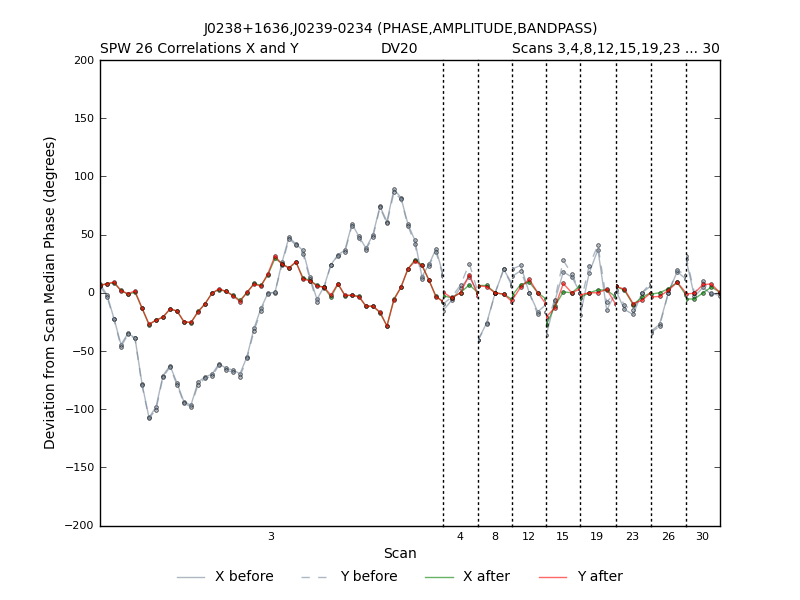 J0238+1636,J0239-0234 (PHASE,AMPLITUDE,BANDPASS)
SPW 26 Correlations X and Y DV20 Scans 3,4,8,12,15,19,23 ... 30
200
150
100
50
0
−50
−100
−150
−200
Deviation from Scan Median Phase (degrees)
3 4 8 12 15 19 23 26 30
Scan
X before Y before X after Y after